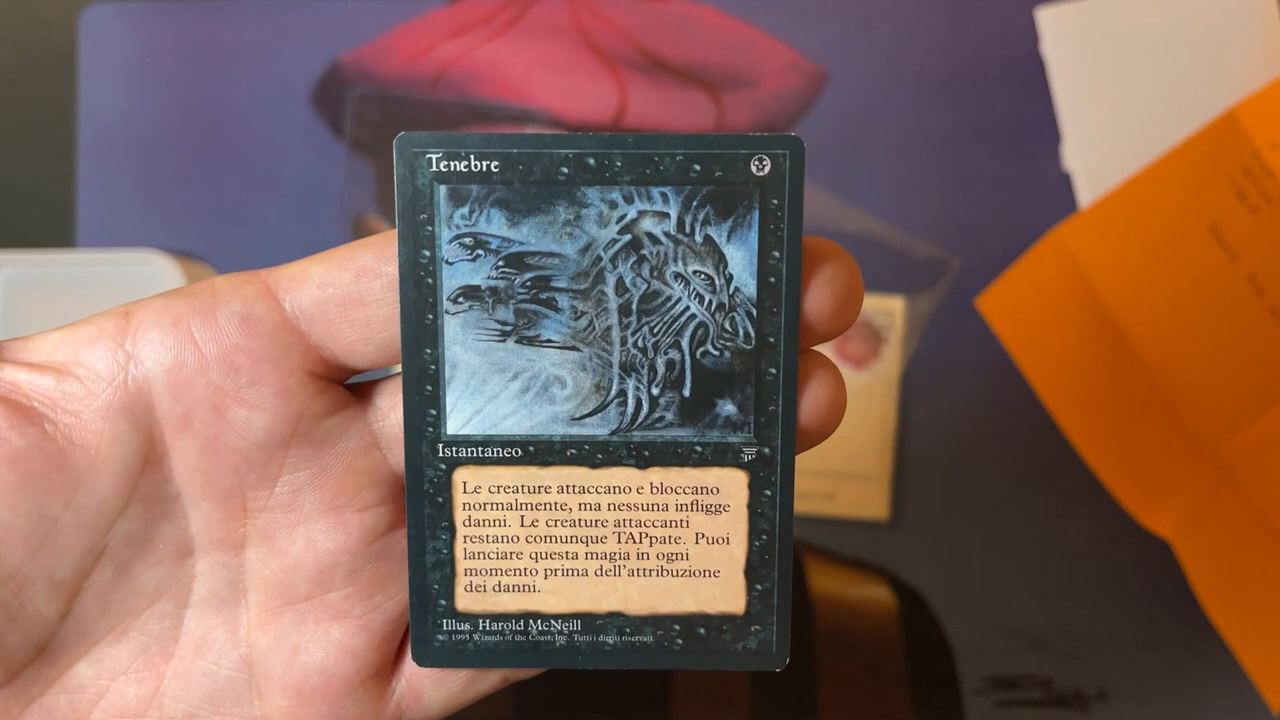 Tenebre
Istantaneo
Le creature attaccano e bloccano
normalmente, ma nessuna infligge
danni. Le creature attaccanti
restano comunque TAPpate. Puoi
lanciare questa magia in ogni
momento prima dell'attribuzione
dei danni.
Illus. Harold McNeill
© 1995 Wizards of the Coast, Inc. Tutti i diritti riservati.